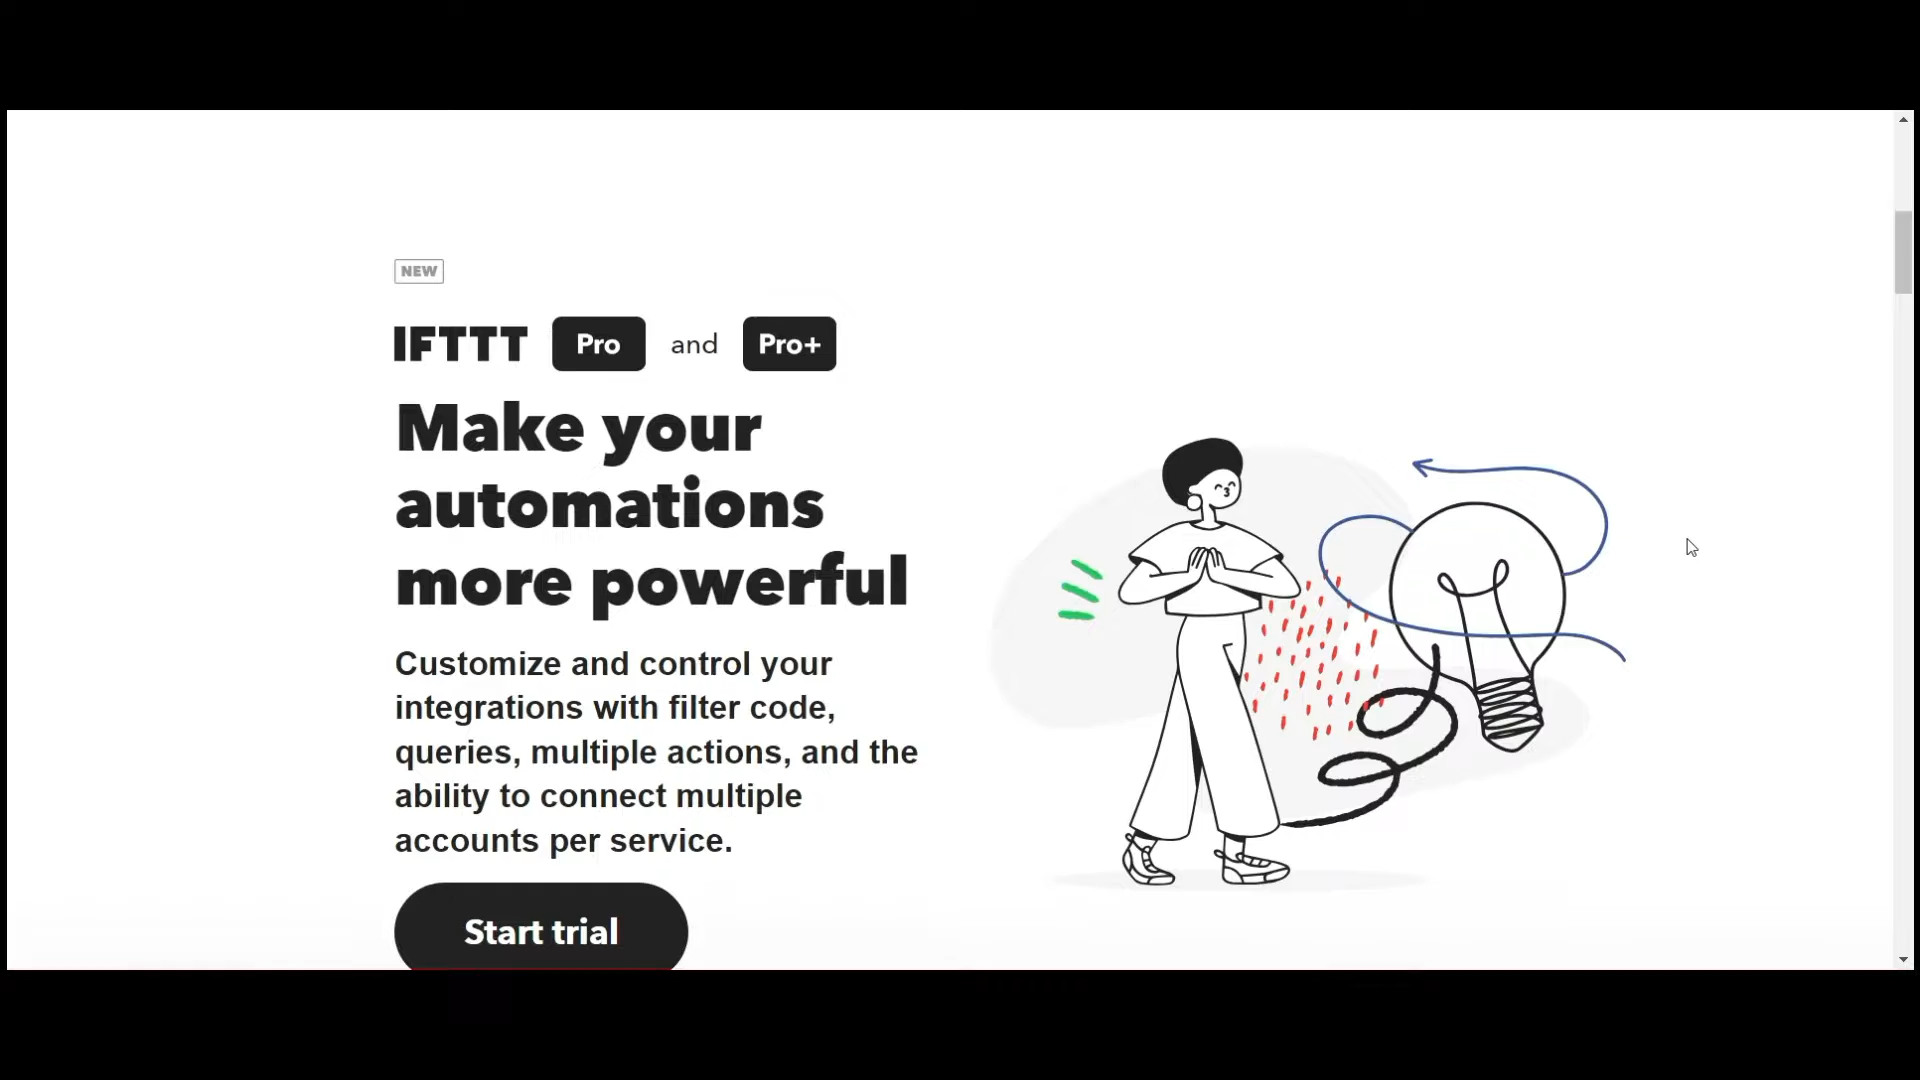 NEW
IFTTT Pro and Pro+
Make your
automations
more powerful
Customize and control your
integrations with filter code,
queries, multiple actions, and the
ability to connect multiple
accounts per service.
Start trial